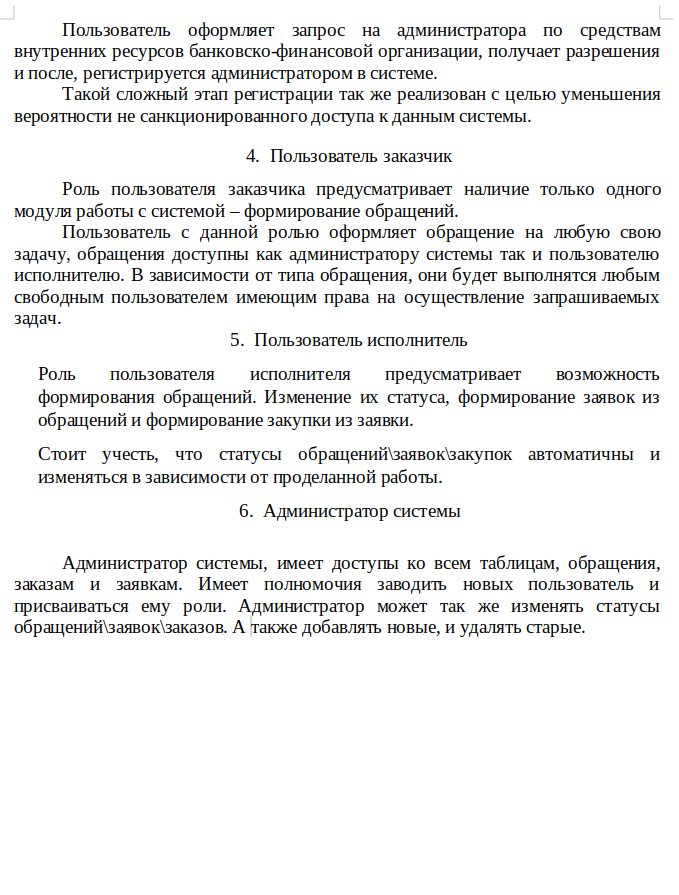 Пользователь оформляет запрос на администратора по средствам
внутренних ресурсов банковско-финансовой организации, получает разрешения
и после, регистрируется администратором в системе.
Такой сложный этап регистрации так же реализован с целью уменьшения
вероятности не санкционированного доступа к данным системы.
4. Пользователь заказчик
Роль пользователя заказчика предусматривает наличие только одного
модуля работы с системой – формирование обращений.
Пользователь с данной ролью оформляет обращение на любую свою
задачу, обращения доступны как администратору системы так и пользователю
исполнителю. В зависимости от типа обращения, они будет выполнятся любым
свободным пользователем имеющим права на осуществление запрашиваемых
задач.
5. Пользователь исполнитель
Роль пользователя исполнителя предусматривает возможность
формирования обращений. Изменение их статуса, формирование заявок из
обращений и формирование закупки из заявки.
Стоит учесть, что статусы обращений\заявок\закупок автоматичны и
изменяться в зависимости от проделанной работы.
6. Администратор системы
Администратор системы, имеет доступы ко всем таблицам, обращения,
заказам и заявкам. Имеет полномочия заводить новых пользователь и
присваиваться ему роли. Администратор может так же изменять статусы
обращений\заявок\заказов. А также добавлять новые, и удалять старые.